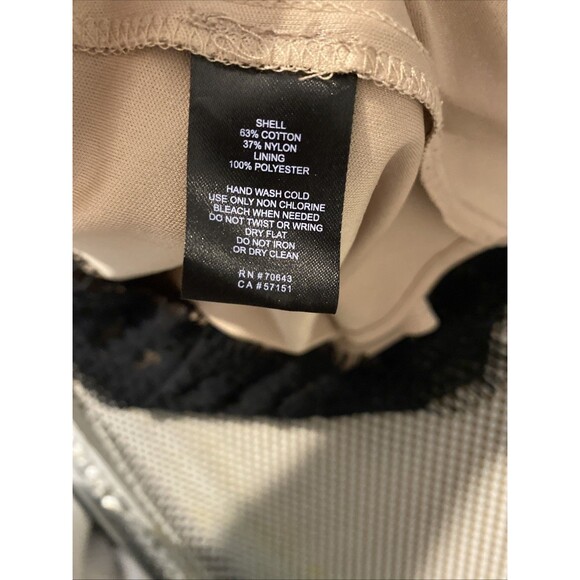 SHELL
63% COTTON
37% NYLON
LINING
100% POLYESTER
HAND WASH COLD
USE ONLY NON CHLORINE
BLEACH WHEN NEEDED
DO NOT TWIST OR WRING
DRY FLAT
DO NOT IRON
OR DRY CLEAN
RN #70643
CA #57151